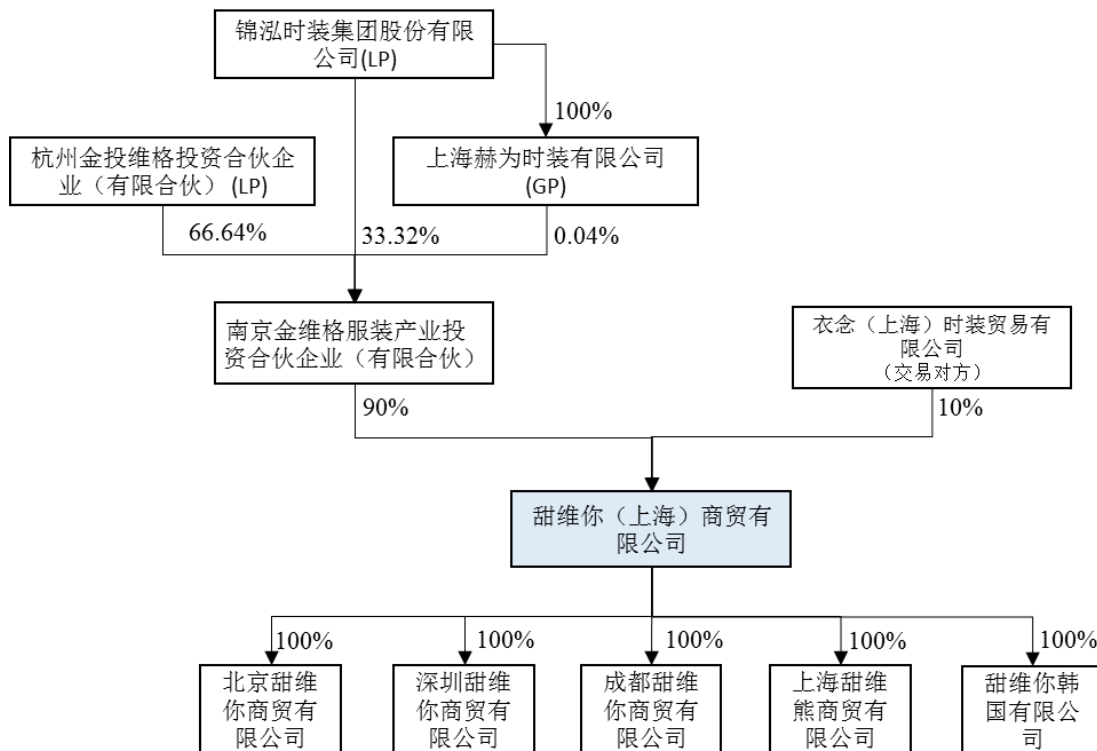 锦泓时装集团股份有限
公司(LP)
100%
杭州金投维格投资合伙企
业（有限合伙）(LP)
上海赫为时装有限公司
(GP)
66.64%
33.32%
0.04%
南京金维格服装产业投
资合伙企业（有限合伙）
衣念（上海）时装贸易有
限公司
（交易对方）
90%
10%
甜维你（上海）商贸有
限公司
100%
100%
100%
100%
100%
北京甜维
你商贸有
限公司
深圳甜维
你商贸有
限公司
成都甜维
你商贸有
限公司
上海甜维
熊商贸有
限公司
甜维你韩
国有限公
司